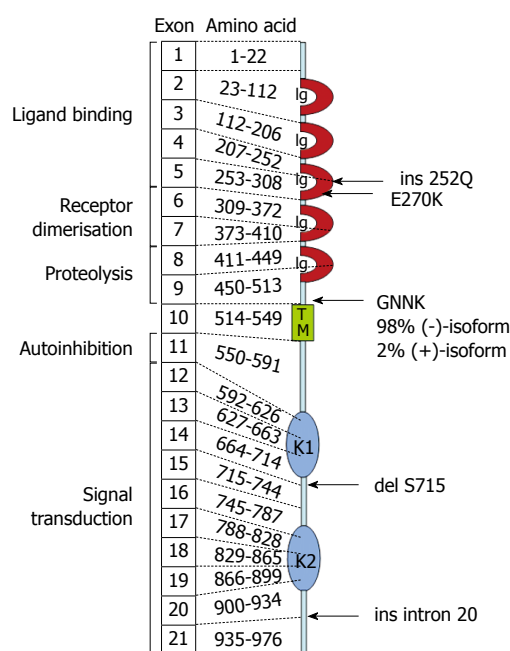 Exon Amino acid
1 1-22
2 23-112
3 112-206
4 207-252
5 253-308
6 309-372
7 373-410
8 411-449
9 450-513
10 514-549
11 550-591
12 592-626
13 627-663
14 664-714
15 715-744
16 745-787
17 788-828
18 829-865
19 866-899
20 900-934
21 935-976
Ligand binding
Receptor
dimerisation
Proteolysis
Autoinhibition
Signal
transduction
Ig
Ig
Ig
Ig
Ig
T
M
K1
K2
ins 252Q
E270K
GNNK
98% (-)-isoform
2% (+)-isoform
del S715
ins intron 20